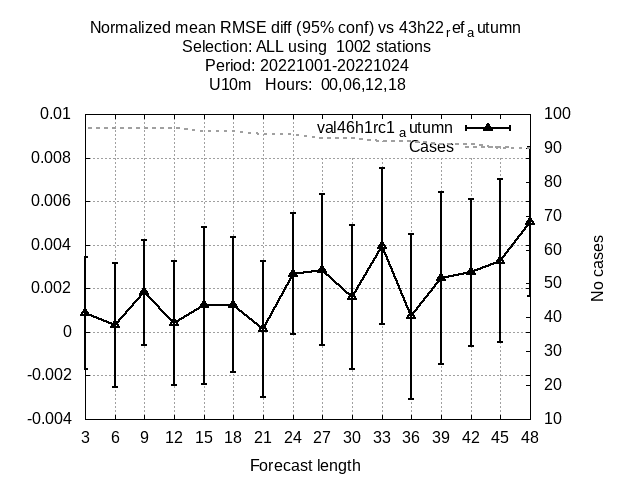 Normalized mean RMSE diff (95% conf) vs 43h22ref autumn
Selection: ALL using 1002 stations
Period: 20221001-20221024
U10m Hours: 00,06,12,18
0.01
0.008
0.006
0.004
0.002
0
-0.002
-0.004
val46h1rc1autumn
Cases
100
90
80
70
60
50
40
30
20
10
No cases
3 6 9 12 15 18 21 24 27 30 33 36 39 42 45 48
Forecast length